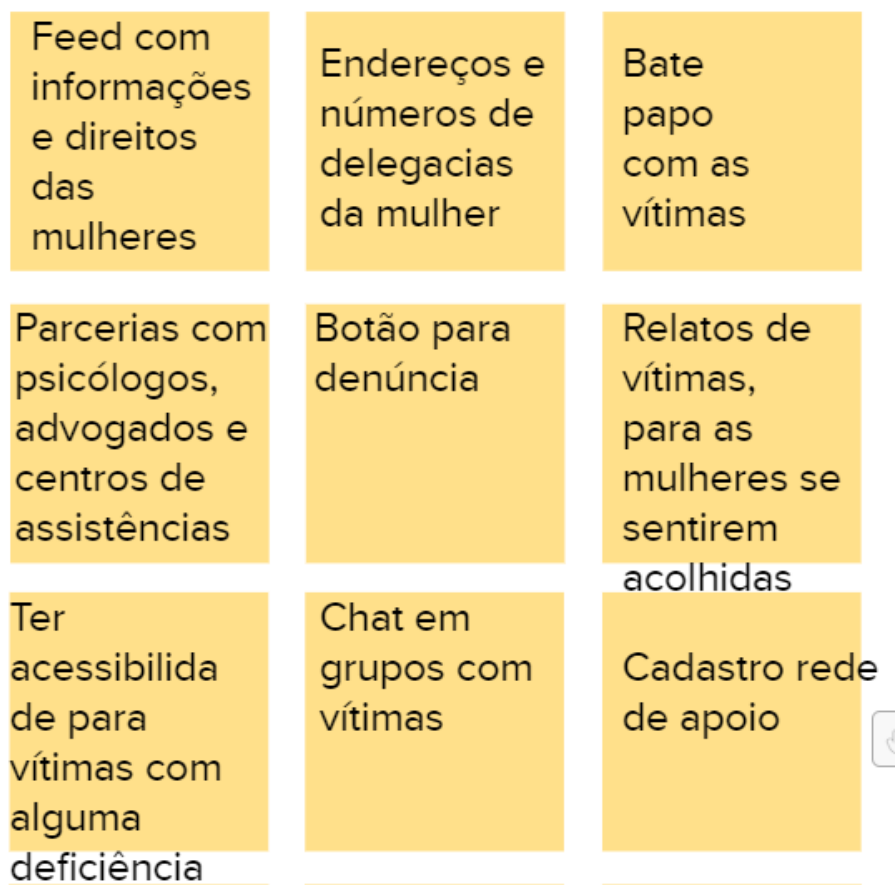 Feed com
informações
e direitos
das
mulheres
Endereços e
números de
delegacias
da mulher
Bate
papo
com as
vítimas
Parcerias com
psicólogos,
advogados e
centros de
assistências
Botão para
denúncia
Relatos de
vítimas,
para as
mulheres se
sentirem
acolhidas
Ter
acessibilida
de para
vítimas com
alguma
deficiência
Chat em
grupos com
vítimas
Cadastro rede
de apoio